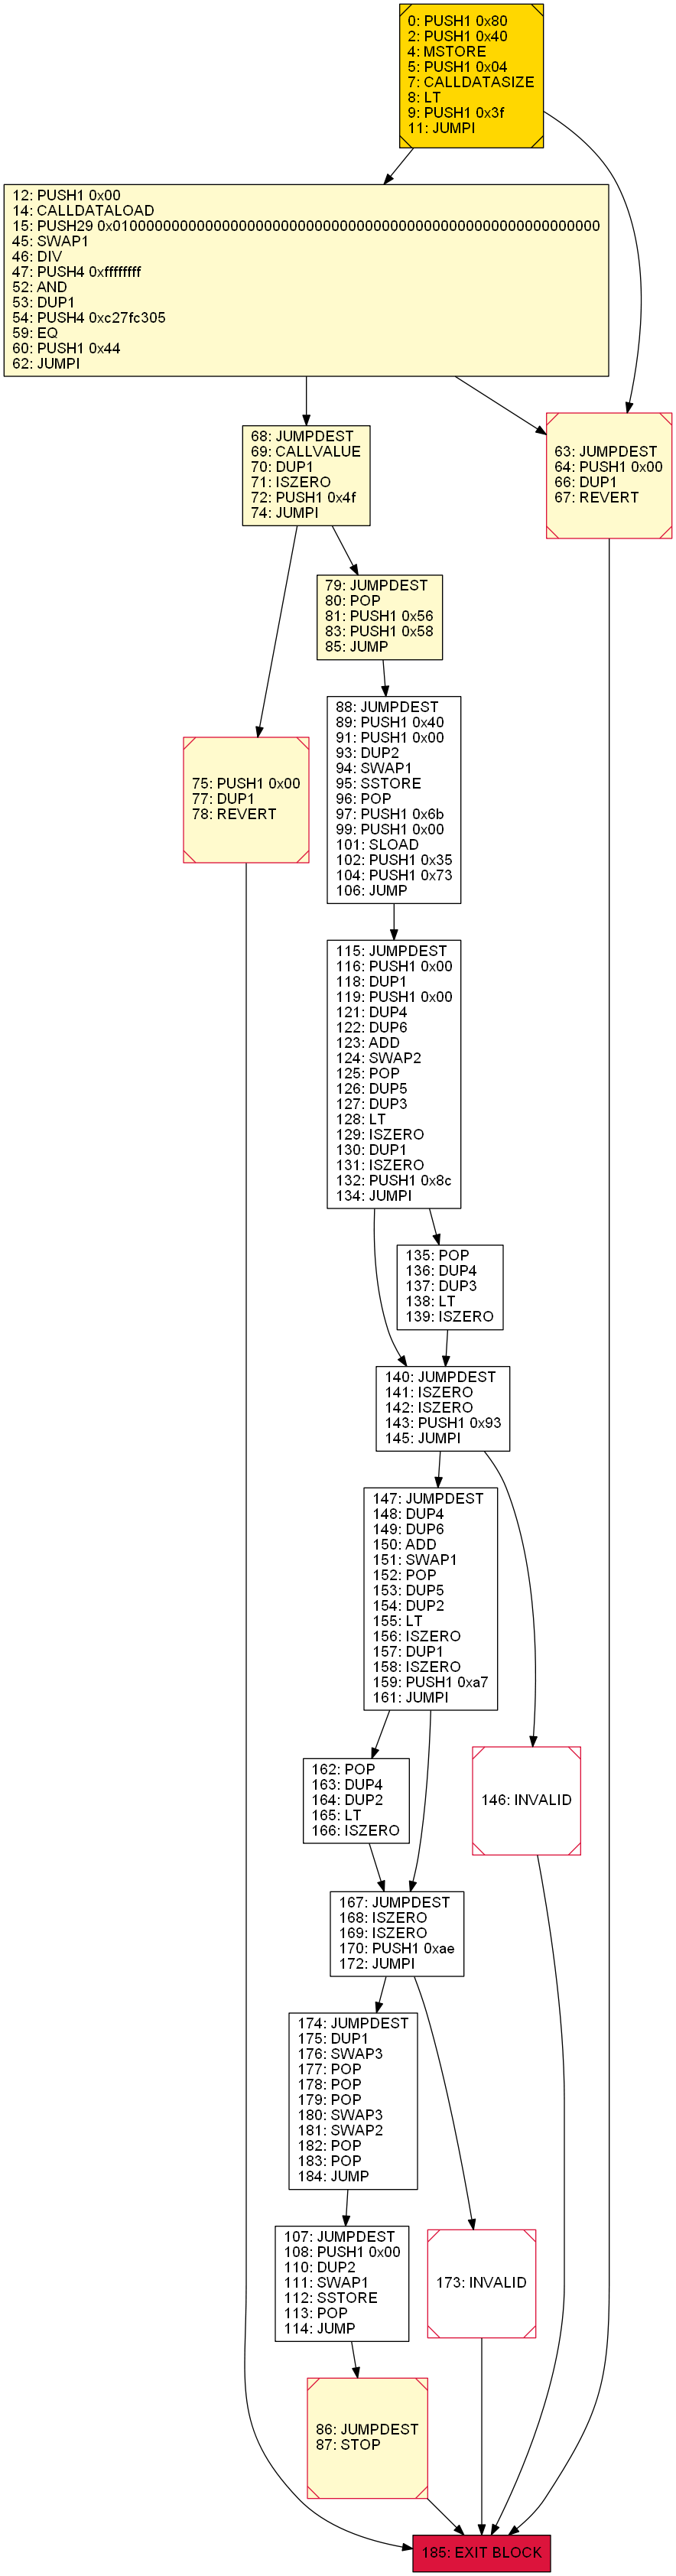 0: PUSH1 0x80
2: PUSH1 0x40
4: MSTORE
5: PUSH1 0x04
7: CALLDATASIZE
8: LT
9: PUSH1 0x3f
11: JUMPI
12: PUSH1 0x00
14: CALLDATALOAD
15: PUSH29 0x0100000000000000000000000000000000000000000000000000000000
45: SWAP1
46: DIV
47: PUSH4 0xffffffff
52: AND
53: DUP1
54: PUSH4 0xc27fc305
59: EQ
60: PUSH1 0x44
62: JUMPI
68: JUMPDEST
69: CALLVALUE
70: DUP1
71: ISZERO
72: PUSH1 0x4f
74: JUMPI
63: JUMPDEST
64: PUSH1 0x00
66: DUP1
67: REVERT
79: JUMPDEST
80: POP
81: PUSH1 0x56
83: PUSH1 0x58
85: JUMP
75: PUSH1 0x00
77: DUP1
78: REVERT
88: JUMPDEST
89: PUSH1 0x40
91: PUSH1 0x00
93: DUP2
94: SWAP1
95: SSTORE
96: POP
97: PUSH1 0x6b
99: PUSH1 0x00
101: SLOAD
102: PUSH1 0x35
104: PUSH1 0x73
106: JUMP
115: JUMPDEST
116: PUSH1 0x00
118: DUP1
119: PUSH1 0x00
121: DUP4
122: DUP6
123: ADD
124: SWAP2
125: POP
126: DUP5
127: DUP3
128: LT
129: ISZERO
130: DUP1
131: ISZERO
132: PUSH1 0x8c
134: JUMPI
135: POP
136: DUP4
137: DUP3
138: LT
139: ISZERO
140: JUMPDEST
141: ISZERO
142: ISZERO
143: PUSH1 0x93
145: JUMPI
147: JUMPDEST
148: DUP4
149: DUP6
150: ADD
151: SWAP1
152: POP
153: DUP5
154: DUP2
155: LT
156: ISZERO
157: DUP1
158: ISZERO
159: PUSH1 0xa7
161: JUMPI
162: POP
163: DUP4
164: DUP2
165: LT
166: ISZERO
146: INVALID
167: JUMPDEST
168: ISZERO
169: ISZERO
170: PUSH1 0xae
172: JUMPI
174: JUMPDEST
175: DUP1
176: SWAP3
177: POP
178: POP
179: POP
180: SWAP3
181: SWAP2
182: POP
183: POP
184: JUMP
107: JUMPDEST
108: PUSH1 0x00
110: DUP2
111: SWAP1
112: SSTORE
113: POP
114: JUMP
173: INVALID
86: JUMPDEST
87: STOP
185: EXIT BLOCK